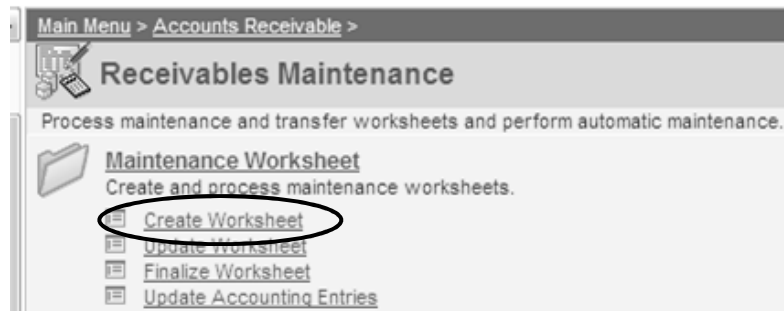 Main Menu > Accounts Receivable >
Receivables Maintenance
Process maintenance and transfer worksheets and perform automatic maintenance.
Maintenance Worksheet
Create and process maintenance worksheets.
Create Worksheet
Update Worksheet
Finalize Worksheet
Update Accounting Entries